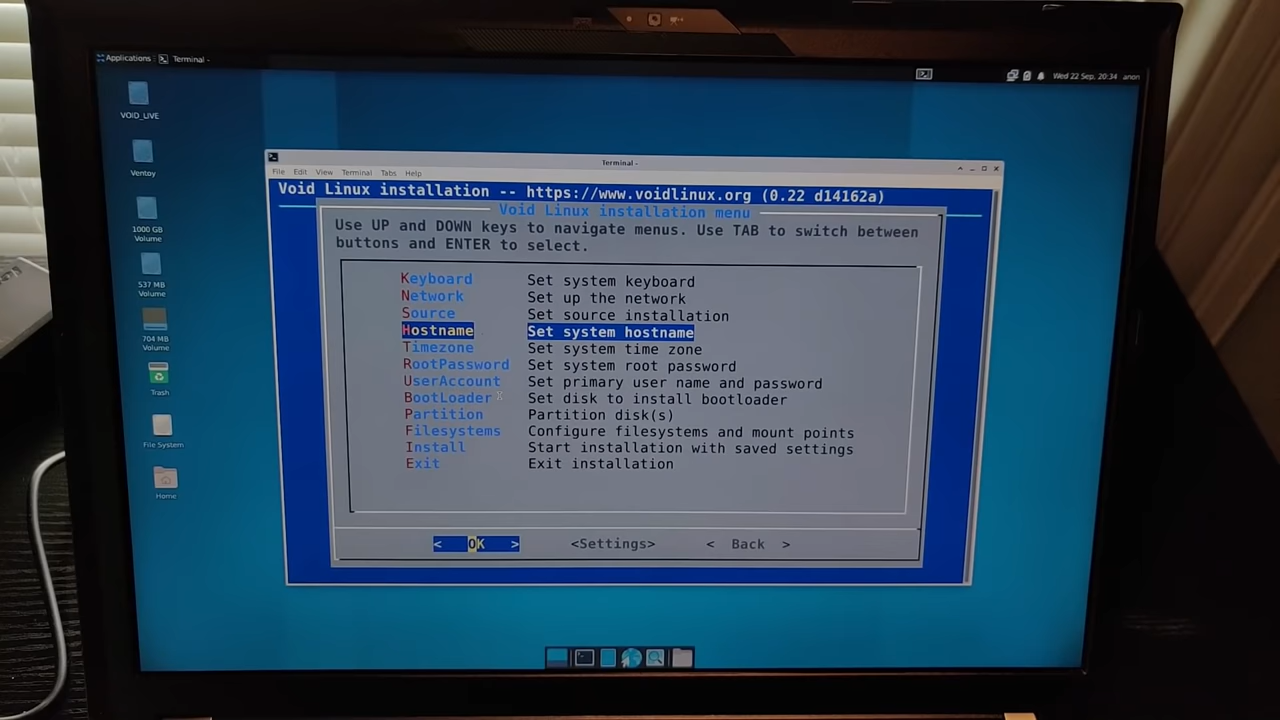 Applications
Terminal -
Wed 22 Sep, 20:34 anon
VOID_LIVE
Ventoy
1000 GB
Volume
537 MB
Volume
704 MB
Volume
Trash
File System
Home
Terminal -
File Edit View Terminal Tabs Help
Void Linux installation -- https://www.voidlinux.org (0.22 d14162a)
Void Linux installation menu
Use UP and DOWN keys to navigate menus. Use TAB to switch between
buttons and ENTER to select.
Keyboard Set system keyboard
Network Set up the network
Source Set source installation
Hostname Set system hostname
Timezone Set system time zone
RootPassword Set system root password
UserAccount Set primary user name and password
BootLoader Set disk to install bootloader
Partition Partition disk(s)
Filesystems Configure filesystems and mount points
Install Start installation with saved settings
Exit Exit installation
< OK > <Settings> < Back >